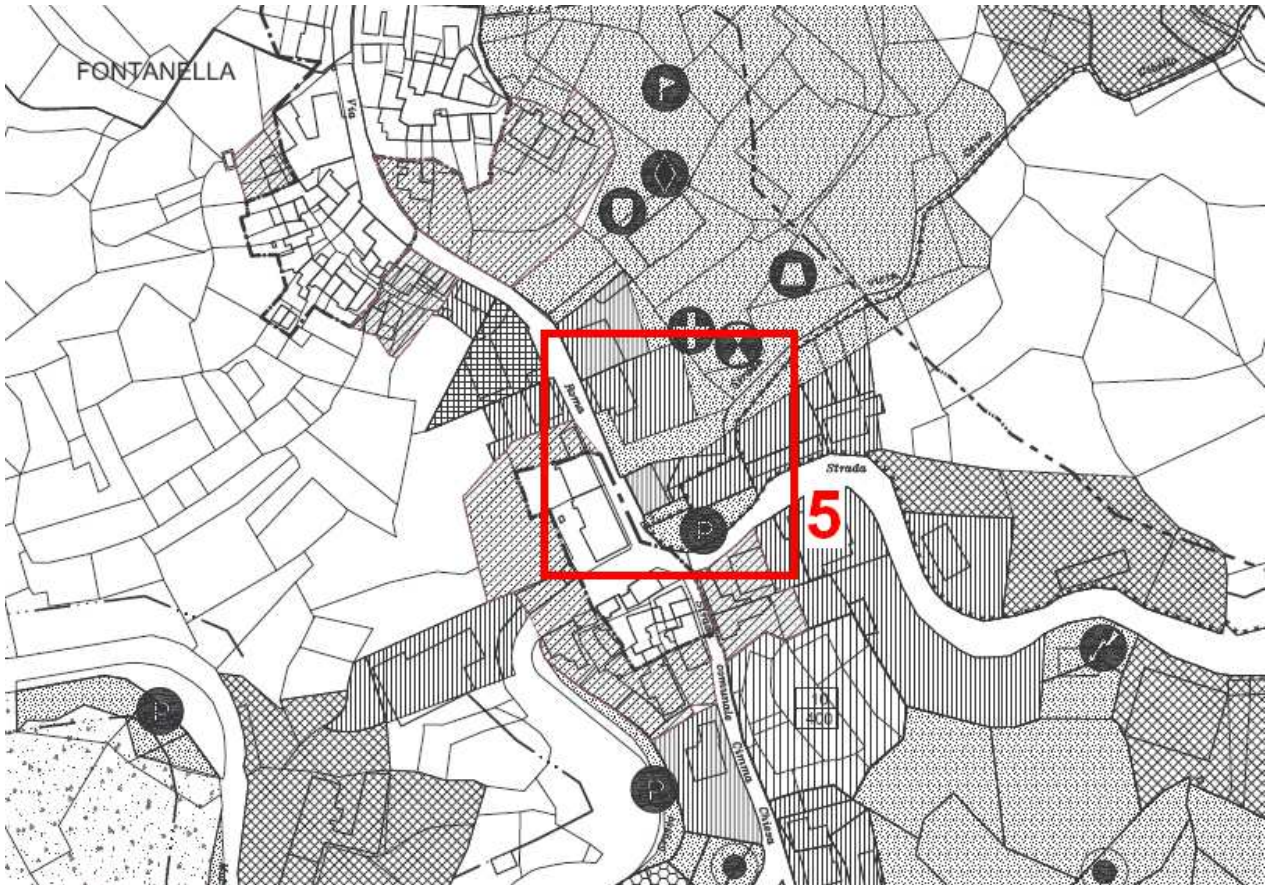 FONTANELLA
Via
Roma
Strada
5
P
Strada
Comunale
Cimma
Chiesa
10
400
P
P